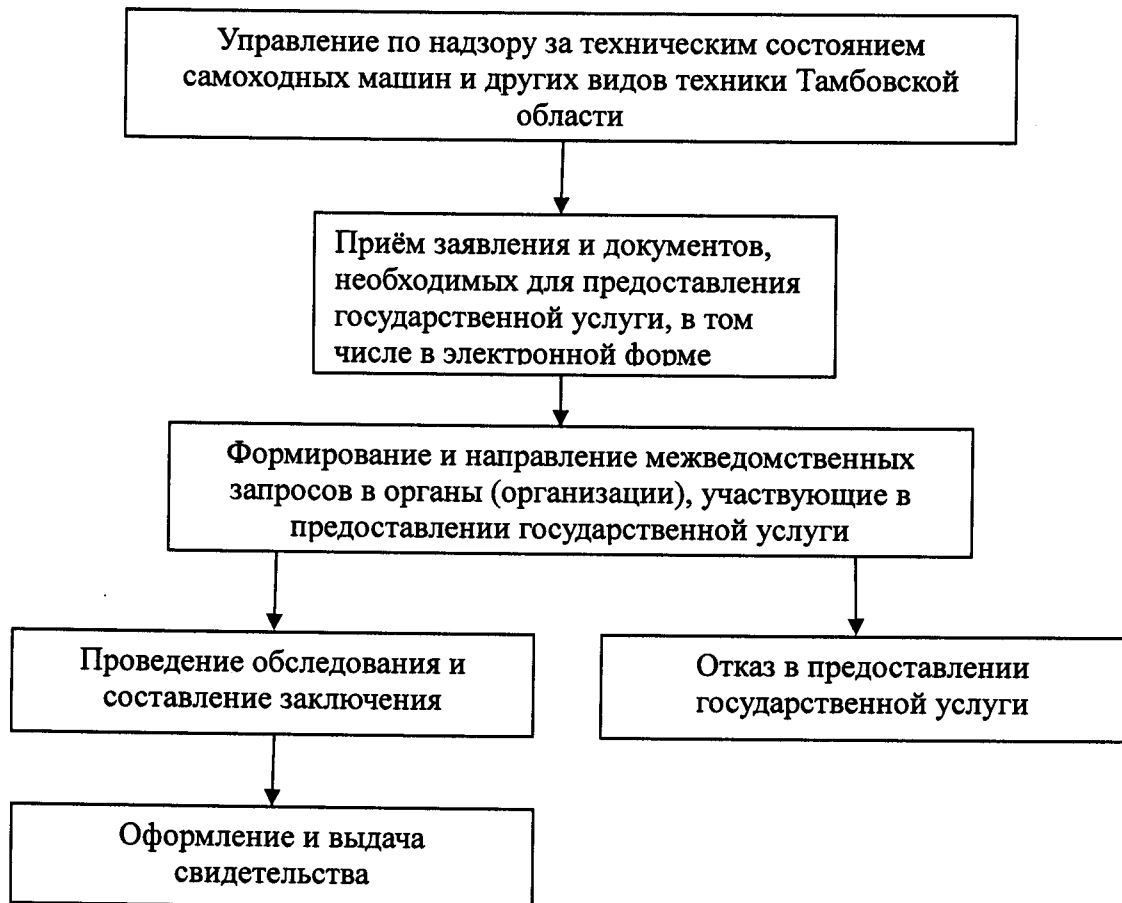 Управление по надзору за техническим состоянием
самоходных машин и других видов техники Тамбовской
области
Приём заявления и документов,
необходимых для предоставления
государственной услуги, в том
числе в электронной форме
Формирование и направление межведомственных
запросов в органы (организации), участвующие в
предоставлении государственной услуги
Проведение обследования и
составление заключения
Отказ в предоставлении
государственной услуги
Оформление и выдача
свидетельства